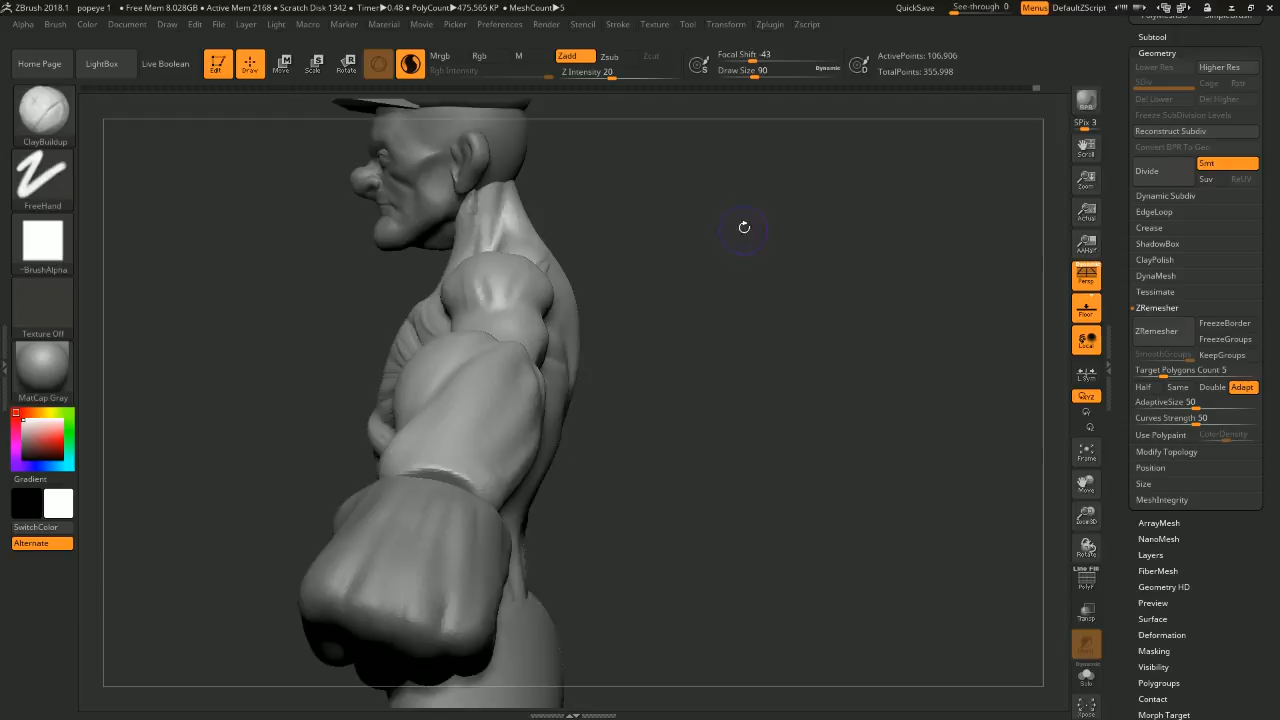 ZBrush 2018.1 popeye 1 • Free Mem 8.028GB • Active Mem 2168 • Scratch Disk 1342 • Timer▶0.48 • PolyCount▶475.565 KP • MeshCount▶5 QuickSave See-through 0 Menus DefaultZScript
Alpha Brush Color Document Draw Edit File Layer Light Macro Marker Material Movie Picker Preferences Render Stencil Stroke Texture Tool Transform Zplugin Zscript
Home Page LightBox Live Boolean
Edit Draw Move Scale Rotate
Mrgb Rgb M Zadd Zsub Zcut
Rgb Intensity Z Intensity 20
Focal Shift -43
Draw Size 90 Dynamic
S
D
ActivePoints: 106,906
TotalPoints: 355,998
ClayBuildup
FreeHand
~BrushAlpha
Texture Off
MatCap Gray
Gradient
SwitchColor
Alternate
BPR
SPix 3
Scroll
Zoom
Actual
AAHalf
Dynamic
Persp
Floor
Local
L.Sym
XYZ
Frame
Move
Zoom3D
Rotate
Line Fill
PolyF
Transp
Dynamic
Solo
Xpose
PolyMesh3D SimpleBrush
Subtool
Geometry
Lower Res Higher Res
SDiv Cage Rstr
Del Lower Del Higher
Freeze SubDivision Levels
Reconstruct Subdiv
Convert BPR To Geo
Divide Smt
Suv ReUV
Dynamic Subdiv
EdgeLoop
Crease
ShadowBox
ClayPolish
DynaMesh
Tessimate
ZRemesher
ZRemesher FreezeBorder
FreezeGroups
SmoothGroups KeepGroups
Target Polygons Count 5
Half Same Double Adapt
AdaptiveSize 50
Curves Strength 50
Use Polypaint ColorDensity
Modify Topology
Position
Size
MeshIntegrity
ArrayMesh
NanoMesh
Layers
FiberMesh
Geometry HD
Preview
Surface
Deformation
Masking
Visibility
Polygroups
Contact
Morph Target